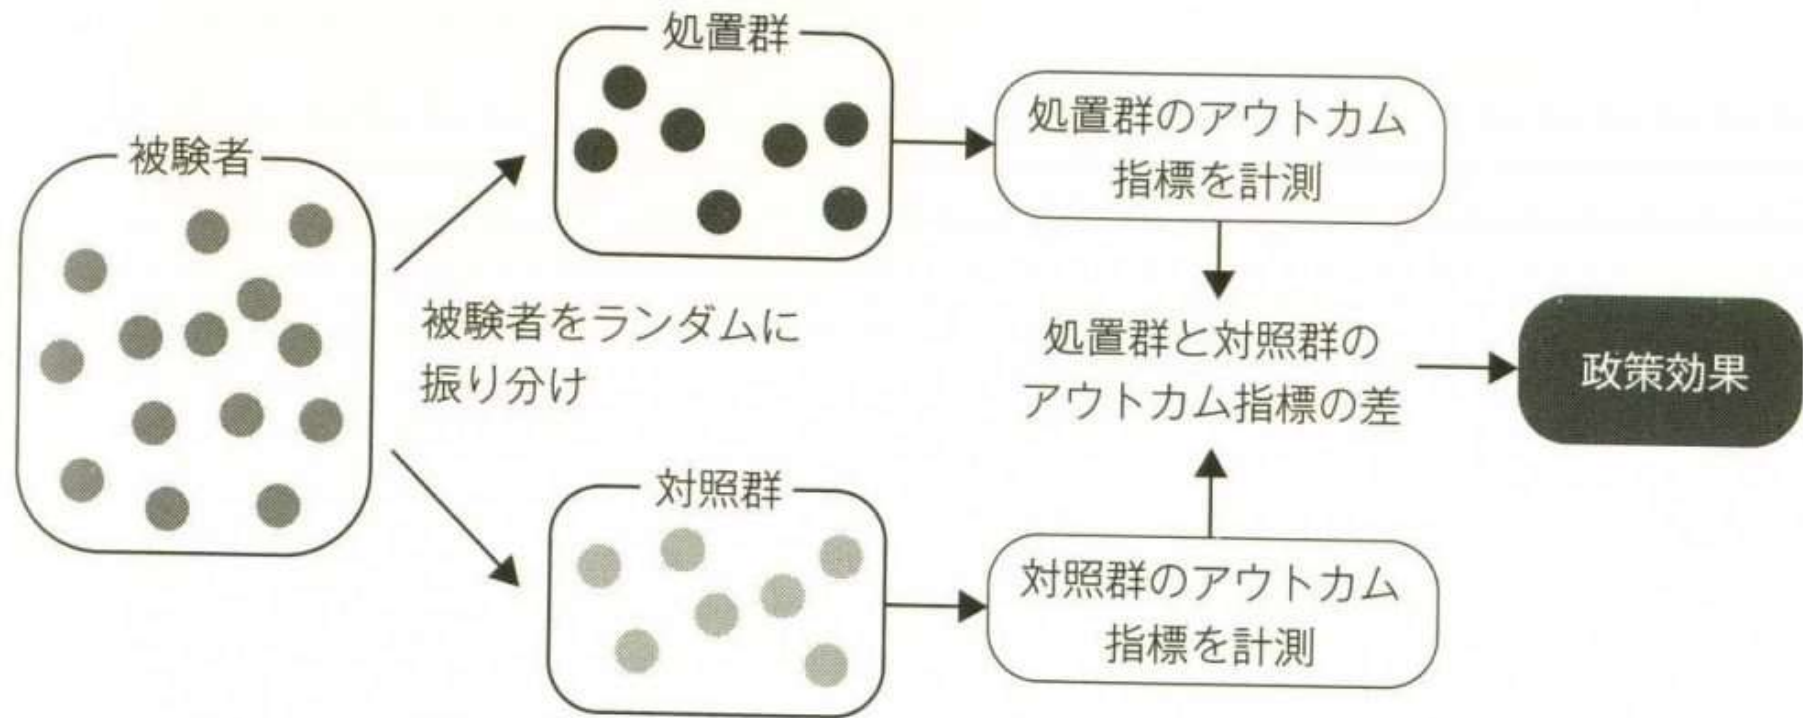 被験者
被験者をランダムに
振り分け
処置群
処置群のアウトカム
指標を計測
対照群
対照群のアウトカム
指標を計測
処置群と対照群の
アウトカム指標の差
政策効果